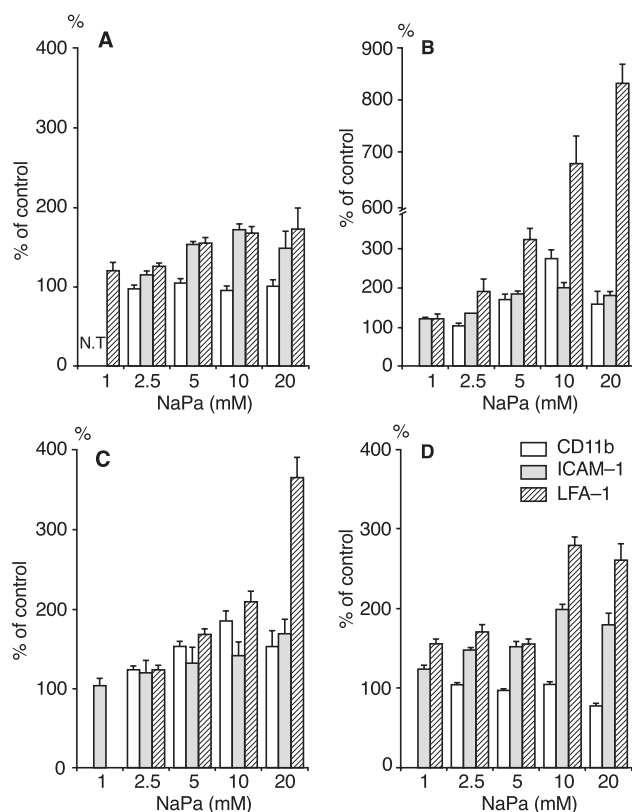 %
A
400
300
200
100
0
% of control
N.T
1 2.5 5 10 20
NaPa (mM)
%
B
900
800
700
600
300
200
100
0
% of control
1 2.5 5 10 20
NaPa (mM)
%
C
400
300
200
100
0
% of control
1 2.5 5 10 20
NaPa (mM)
%
D
400
300
200
100
0
% of control
CD11b
ICAM–1
LFA–1
1 2.5 5 10 20
NaPa (mM)